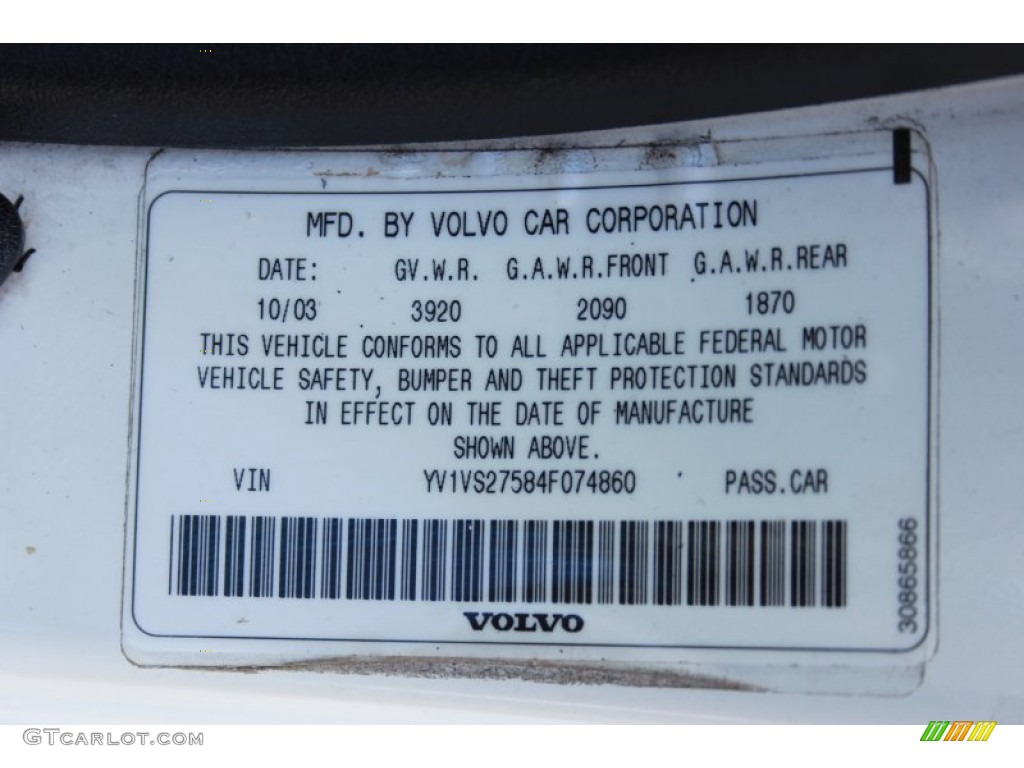 MFD. BY VOLVO CAR CORPORATION
DATE: GV.W.R. G.A.W.R.FRONT G.A.W.R.REAR
10/03 3920 2090 1870
THIS VEHICLE CONFORMS TO ALL APPLICABLE FEDERAL MOTOR
VEHICLE SAFETY, BUMPER AND THEFT PROTECTION STANDARDS
IN EFFECT ON THE DATE OF MANUFACTURE
SHOWN ABOVE.
VIN YV1VS27584F074860 PASS.CAR
30865866
VOLVO
GTCARLOT.COM